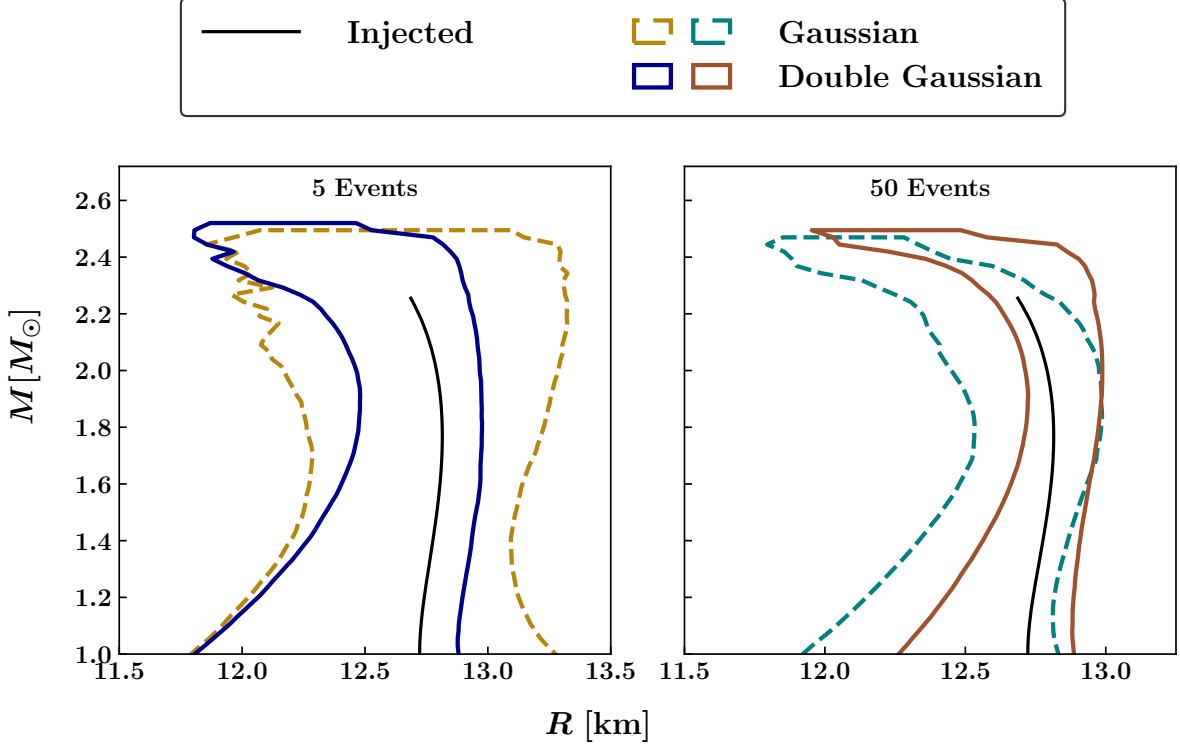 Injected
Gaussian
Double Gaussian
5 Events
50 Events
M [M⊙]
2.6
2.4
2.2
2.0
1.8
1.6
1.4
1.2
1.0
11.5 12.0 12.5 13.0 13.5
11.5 12.0 12.5 13.0
R [km]